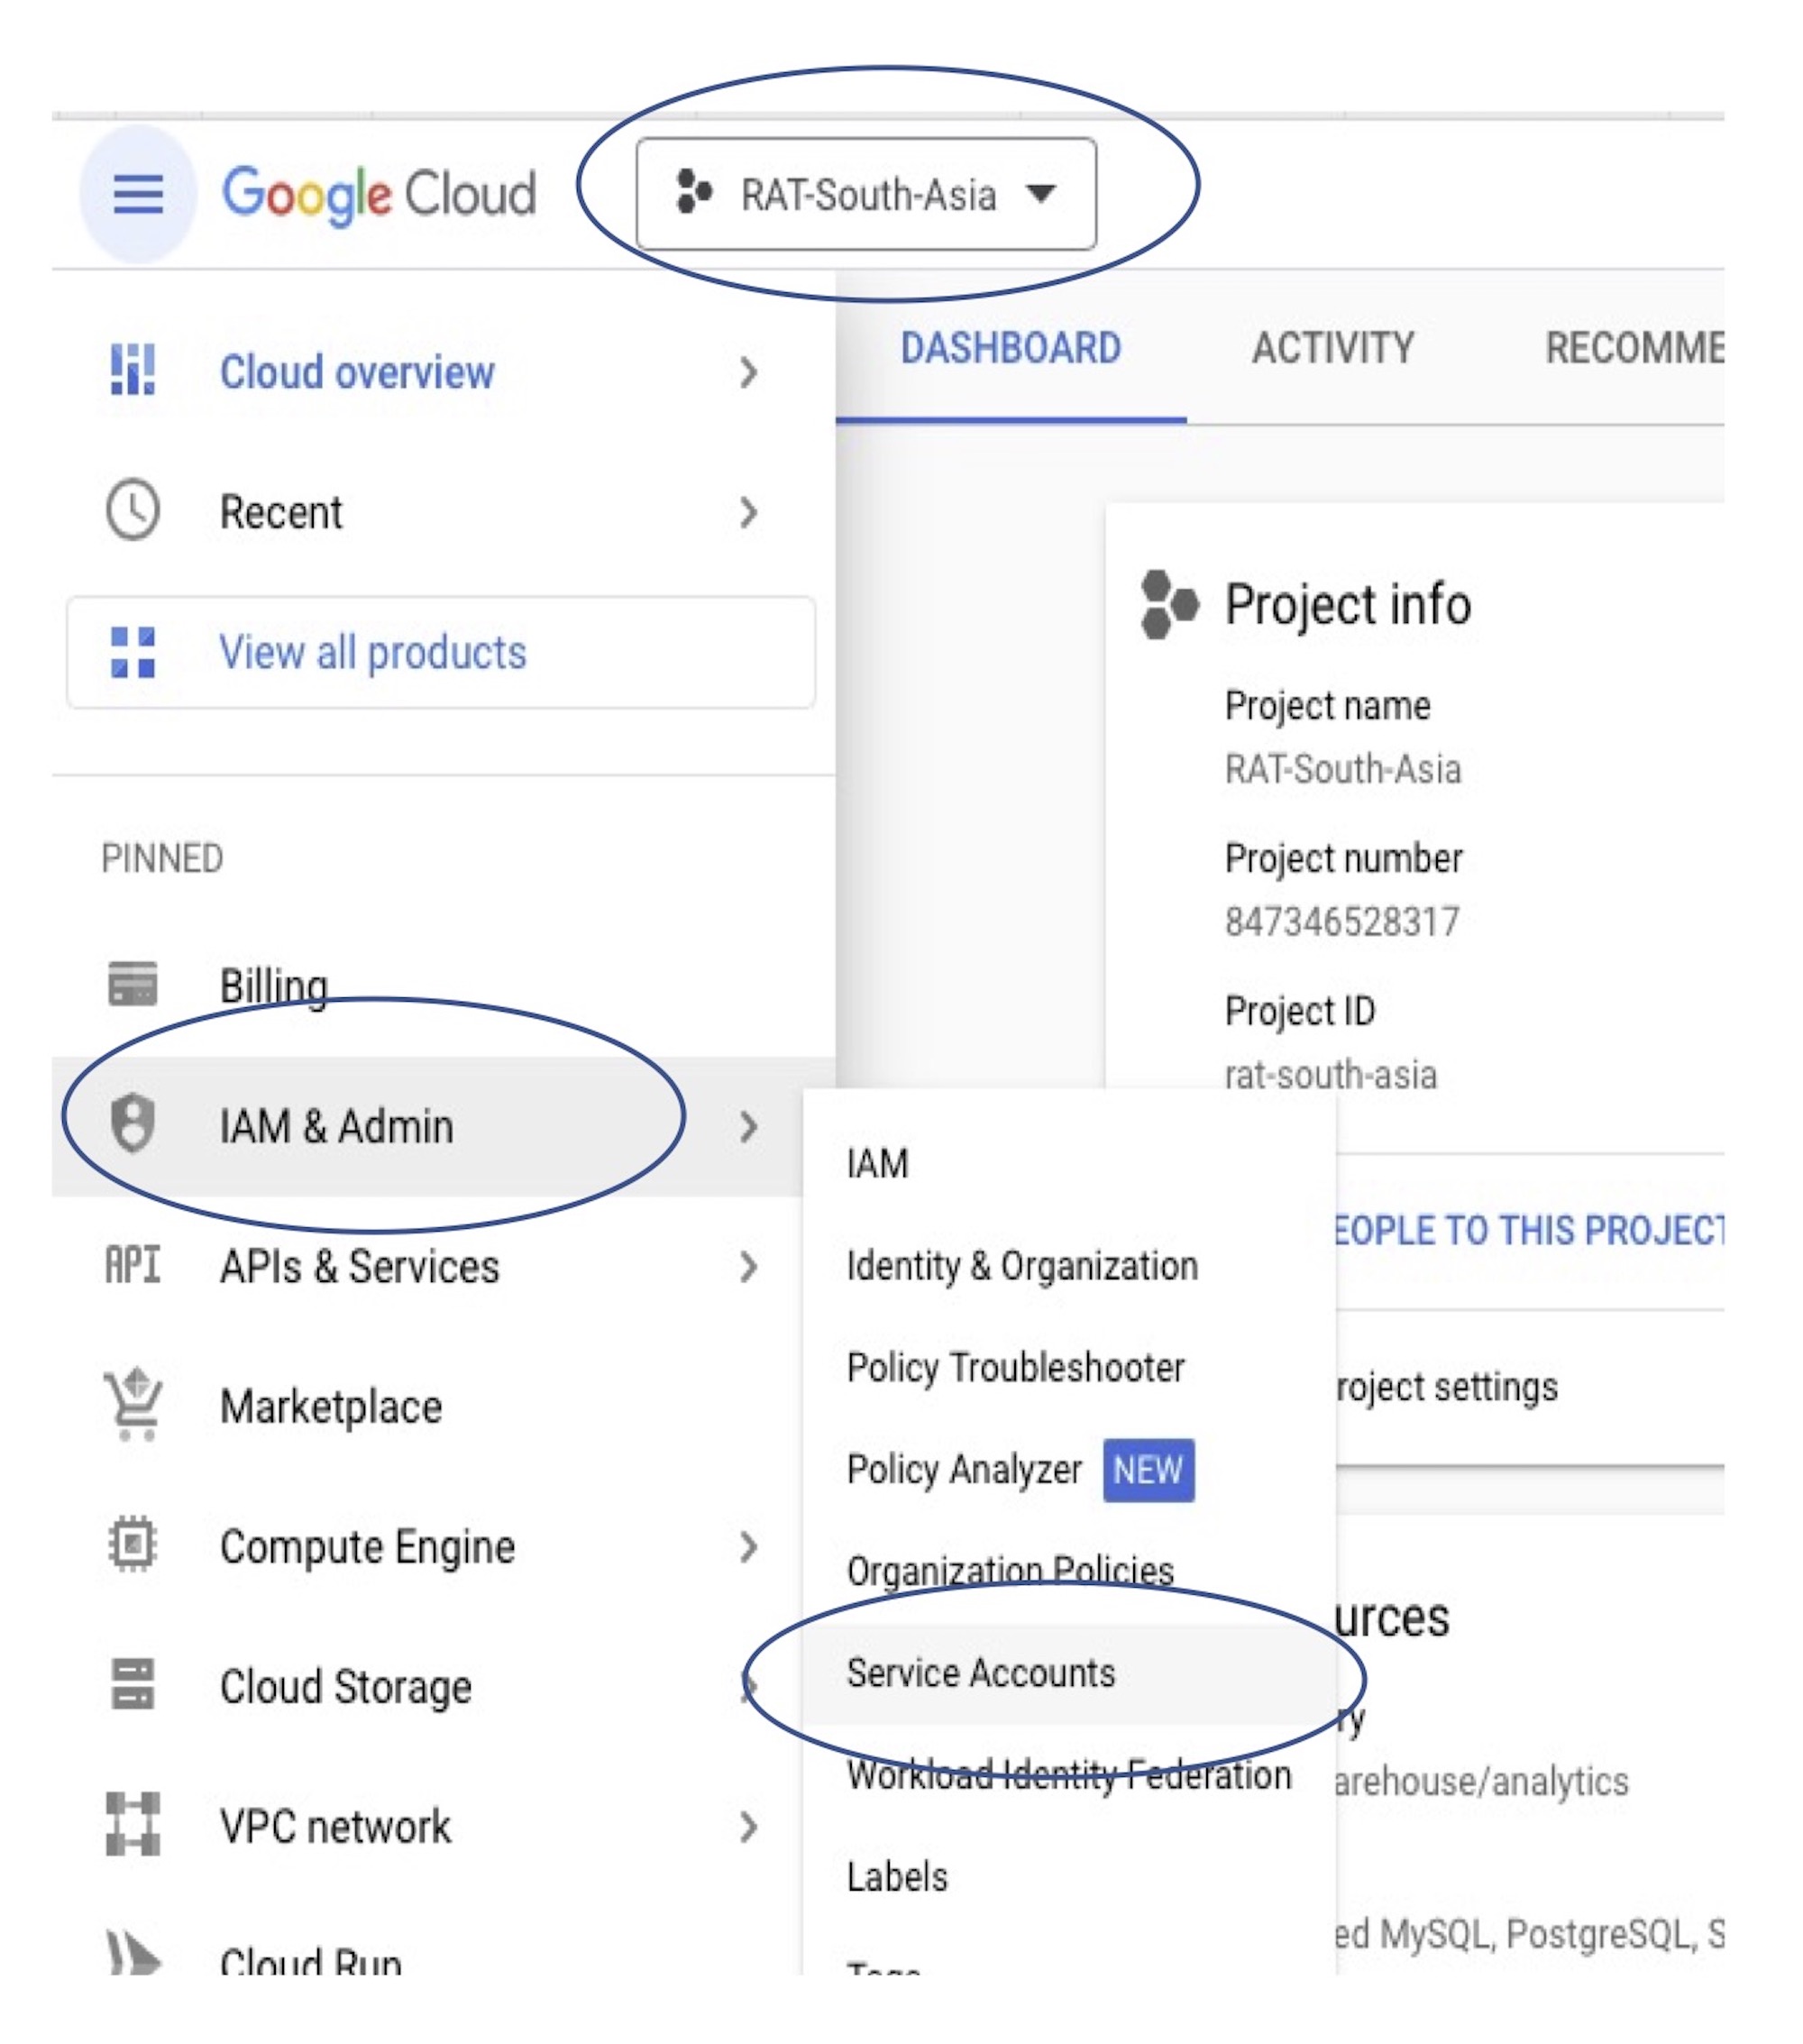 Google Cloud
RAT-South-Asia
Cloud overview
Recent
View all products
PINNED
Billing
IAM & Admin
API
APIs & Services
Marketplace
Compute Engine
Cloud Storage
VPC network
Cloud Run
IAM
Identity & Organization
Policy Troubleshooter
Policy Analyzer NEW
Organization Policies
Service Accounts
Workload Identity Federation
Labels
Tags
DASHBOARD ACTIVITY RECOMME
Project info
Project name
RAT-South-Asia
Project number
847346528317
Project ID
rat-south-asia
EOPLE TO THIS PROJECT
roject settings
urces
ry
arehouse/analytics
ed MySQL, PostgreSQL, S